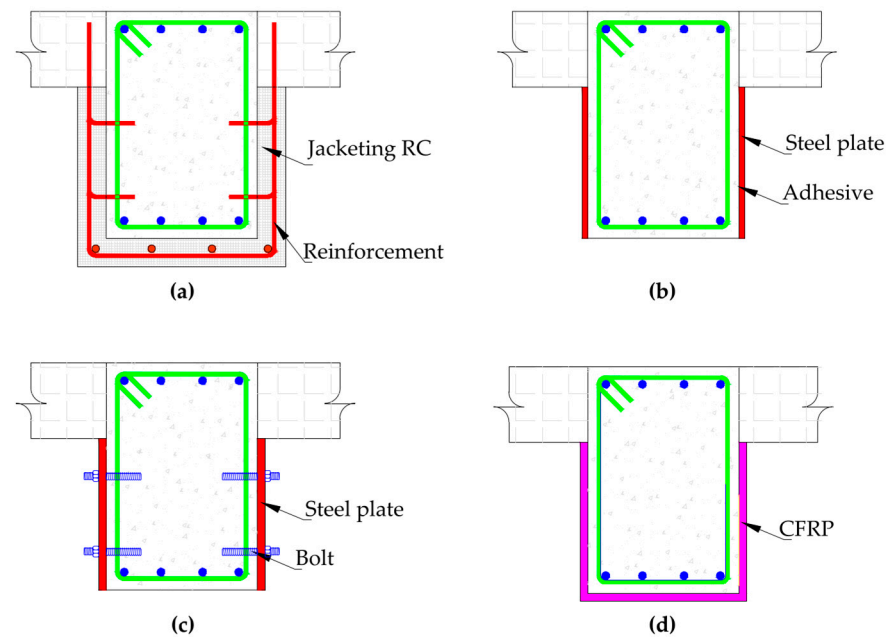 Jacketing RC
Reinforcement
(a)
Steel plate
Adhesive
(b)
Steel plate
Bolt
(c)
CFRP
(d)